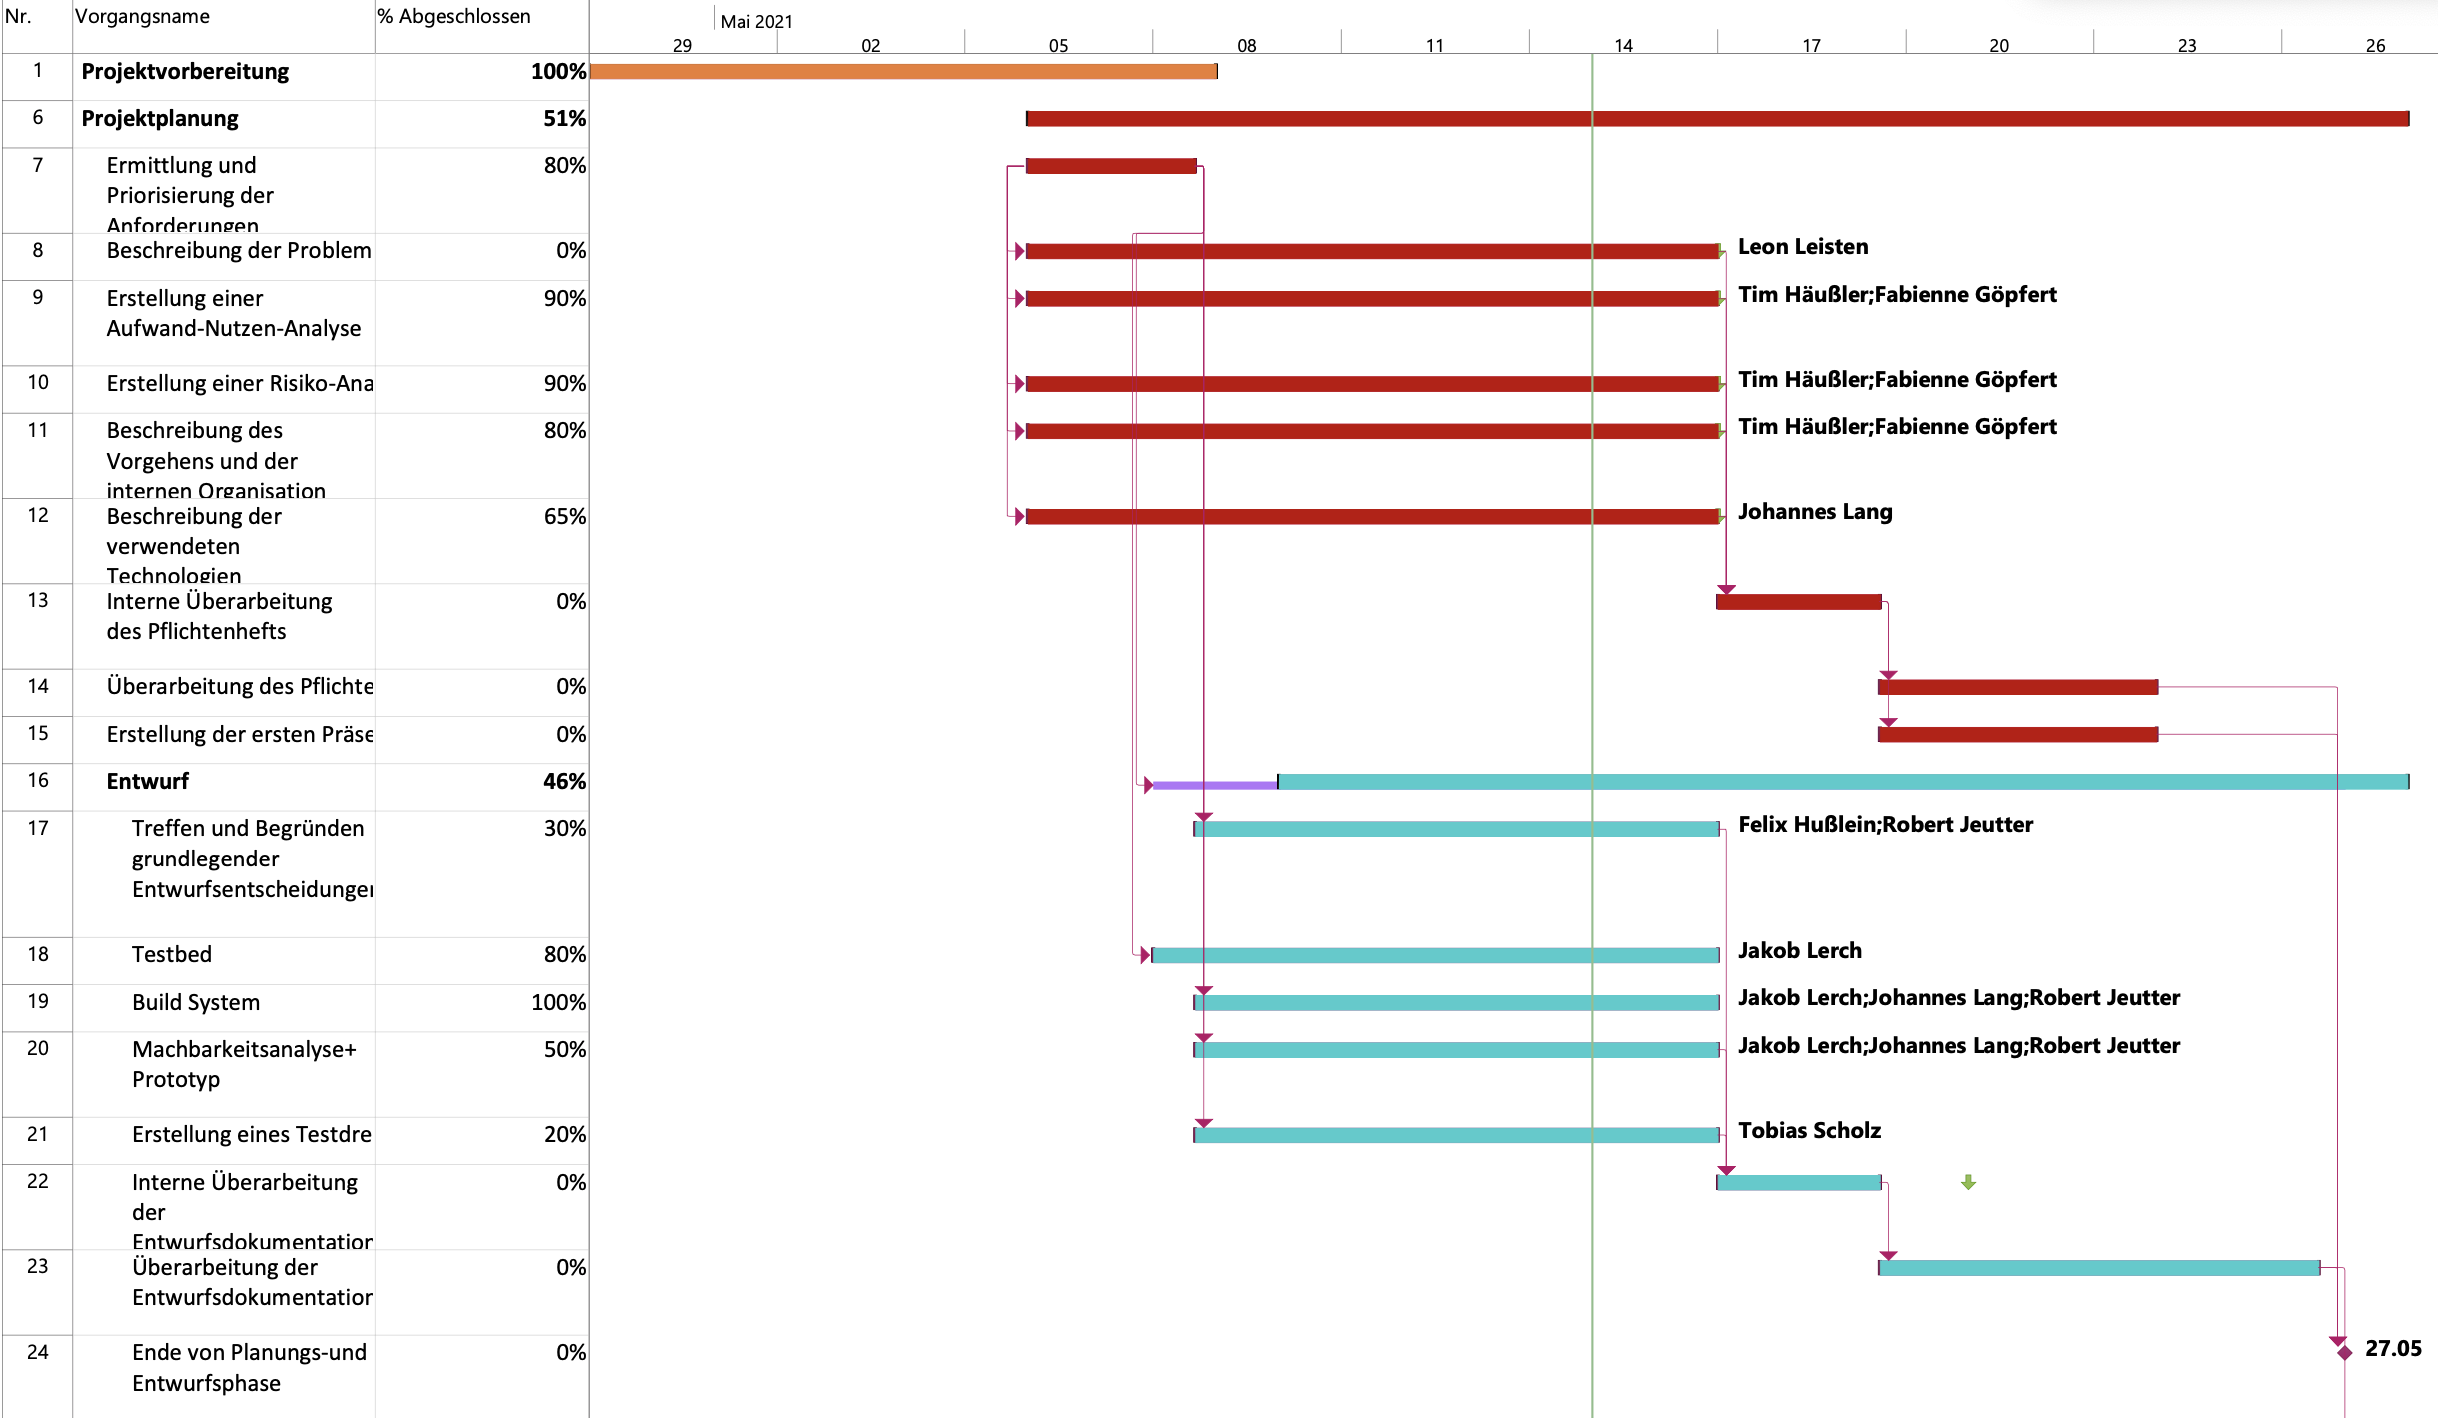 Nr. Vorgangsname % Abgeschlossen Mai 2021
29 02 05 08 11 14 17 20 23 26
1 Projektvorbereitung 100%
6 Projektplanung 51%
7 Ermittlung und 80%
Priorisierung der
Anforderungen
8 Beschreibung der Problem 0% Leon Leisten
9 Erstellung einer 90% Tim Häußler;Fabienne Göpfert
Aufwand-Nutzen-Analyse
10 Erstellung einer Risiko-Ana 90% Tim Häußler;Fabienne Göpfert
11 Beschreibung des 80% Tim Häußler;Fabienne Göpfert
Vorgehens und der
internen Organisation
12 Beschreibung der 65% Johannes Lang
verwendeten
Technologien
13 Interne Überarbeitung 0%
des Pflichtenhefts
14 Überarbeitung des Pflichte 0%
15 Erstellung der ersten Präse 0%
16 Entwurf 46%
17 Treffen und Begründen 30% Felix Hußlein;Robert Jeutter
grundlegender
Entwurfsentscheidungen
18 Testbed 80% Jakob Lerch
19 Build System 100% Jakob Lerch;Johannes Lang;Robert Jeutter
20 Machbarkeitsanalyse+ 50% Jakob Lerch;Johannes Lang;Robert Jeutter
Prototyp
21 Erstellung eines Testdre 20% Tobias Scholz
22 Interne Überarbeitung 0%
der
Entwurfsdokumentation
23 Überarbeitung der 0%
Entwurfsdokumentation
24 Ende von Planungs-und 0% 27.05
Entwurfsphase